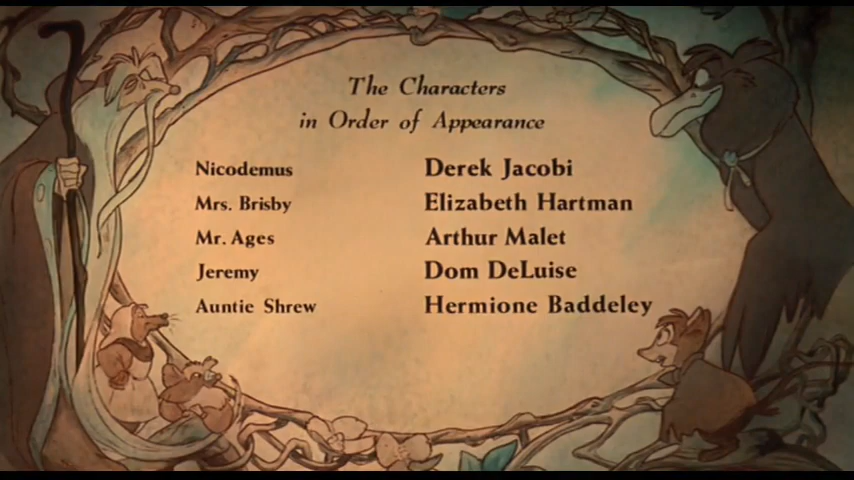 The Characters
in Order of Appearance
Nicodemus Derek Jacobi
Mrs. Brisby Elizabeth Hartman
Mr. Ages Arthur Malet
Jeremy Dom DeLuise
Auntie Shrew Hermione Baddeley